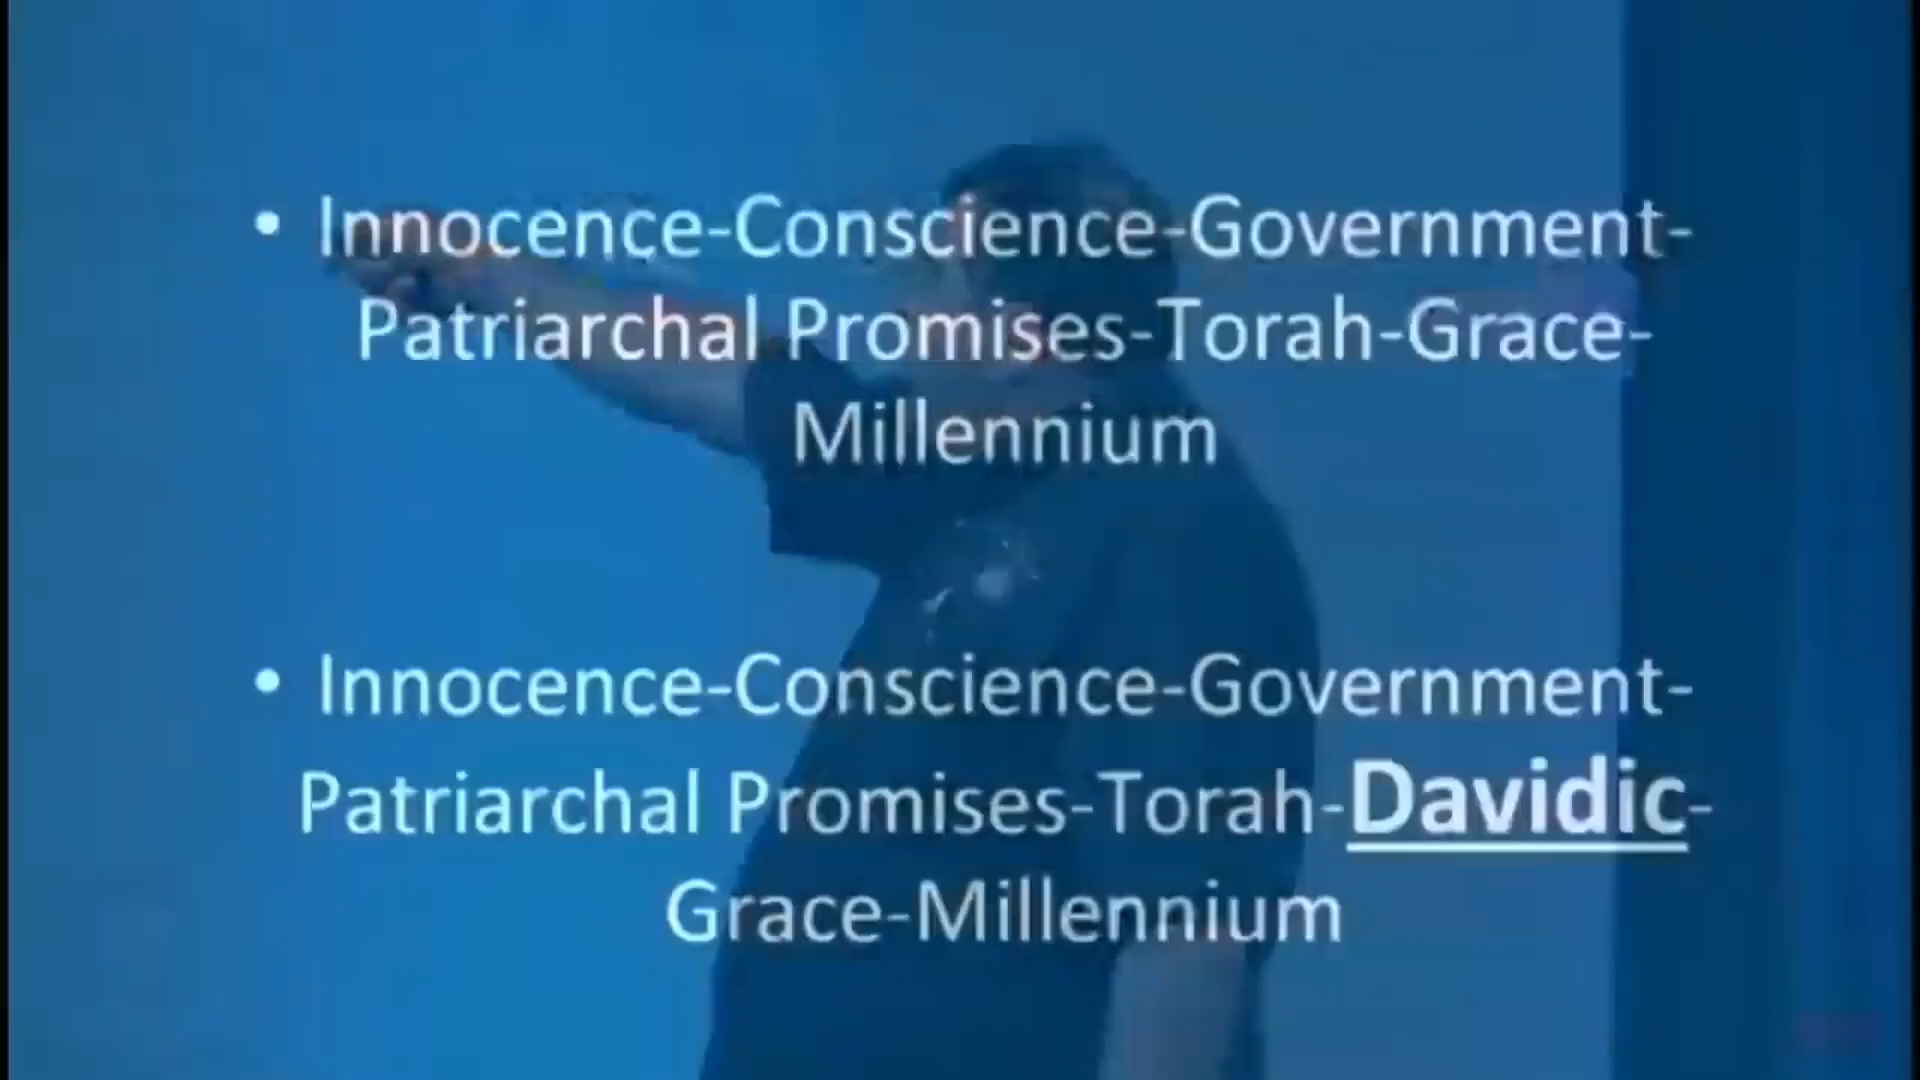 • Innocence-Conscience-Government-
Patriarchal Promises-Torah-Grace-
Millennium
• Innocence-Conscience-Government-
Patriarchal Promises-Torah-Davidic-
Grace-Millennium